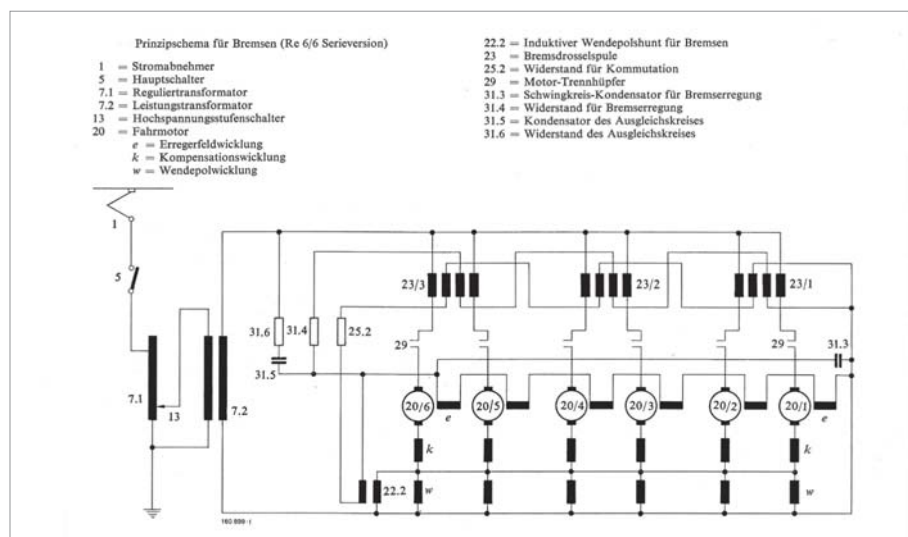 Prinzipschema für Bremsen (Re 6/6 Serieversion)
1 = Stromabnehmer
5 = Hauptschalter
7.1 = Reguliertransformator
7.2 = Leistungstransformator
13 = Hochspannungsstufenschalter
20 = Fahrmotor
e = Erregerfeldwicklung
k = Kompensationswicklung
w = Wendepolwicklung
22.2 = Induktiver Wendepolshunt für Bremsen
23 = Bremsdrosselspule
25.2 = Widerstand für Kommutation
29 = Motor-Trennhüpfer
31.3 = Schwingkreis-Kondensator für Bremserregung
31.4 = Widerstand für Bremserregung
31.5 = Kondensator des Ausgleichskreises
31.6 = Widerstand des Ausgleichskreises
1
5
23/3 23/2 23/1
31.6 31.4 25.2
29 29 31.3
31.5
7.1 13 7.2
20/6 20/5 20/4 20/3 20/2 20/1
e e
k k
22.2 w w
160 899-1